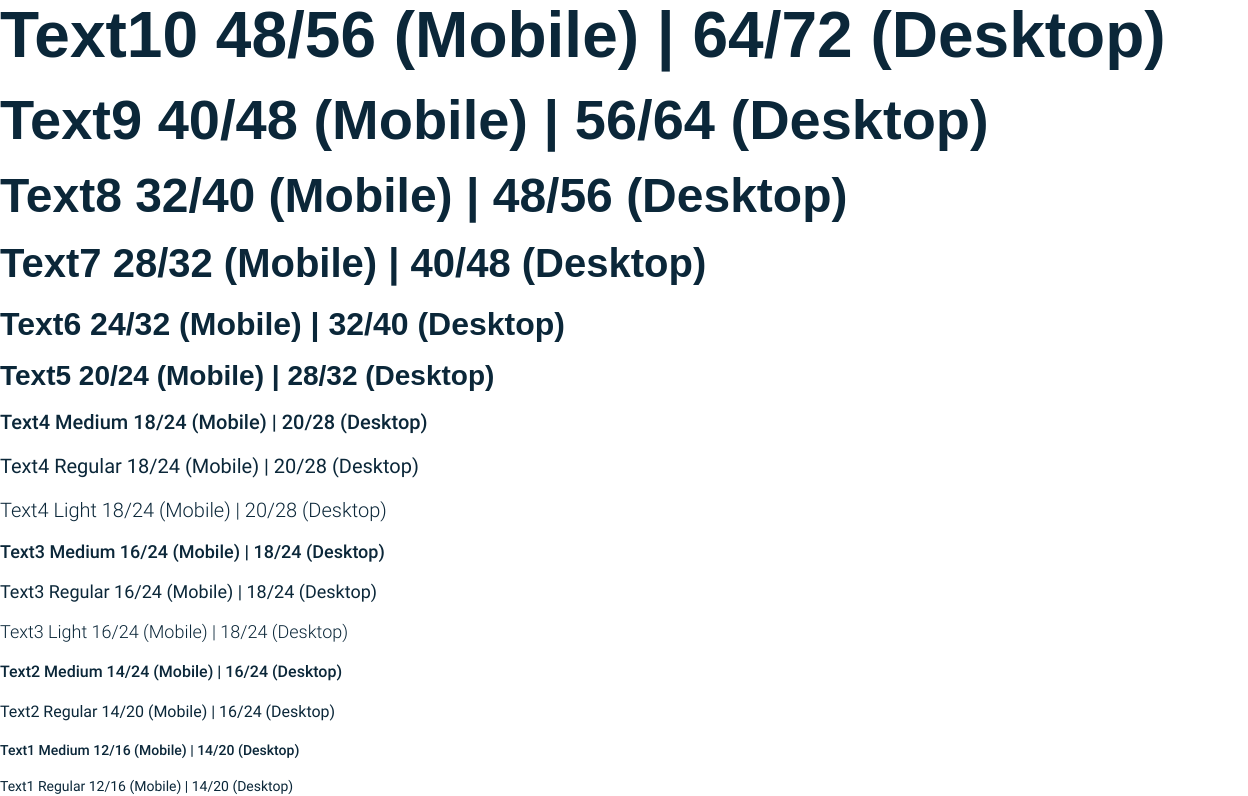 Text10 48/56 (Mobile) | 64/72 (Desktop)
Text9 40/48 (Mobile) | 56/64 (Desktop)
Text8 32/40 (Mobile) | 48/56 (Desktop)
Text7 28/32 (Mobile) | 40/48 (Desktop)
Text6 24/32 (Mobile) | 32/40 (Desktop)
Text5 20/24 (Mobile) | 28/32 (Desktop)
Text4 Medium 18/24 (Mobile) | 20/28 (Desktop)
Text4 Regular 18/24 (Mobile) | 20/28 (Desktop)
Text4 Light 18/24 (Mobile) | 20/28 (Desktop)
Text3 Medium 16/24 (Mobile) | 18/24 (Desktop)
Text3 Regular 16/24 (Mobile) | 18/24 (Desktop)
Text3 Light 16/24 (Mobile) | 18/24 (Desktop)
Text2 Medium 14/24 (Mobile) | 16/24 (Desktop)
Text2 Regular 14/20 (Mobile) | 16/24 (Desktop)
Text1 Medium 12/16 (Mobile) | 14/20 (Desktop)
Text1 Regular 12/16 (Mobile) | 14/20 (Desktop)